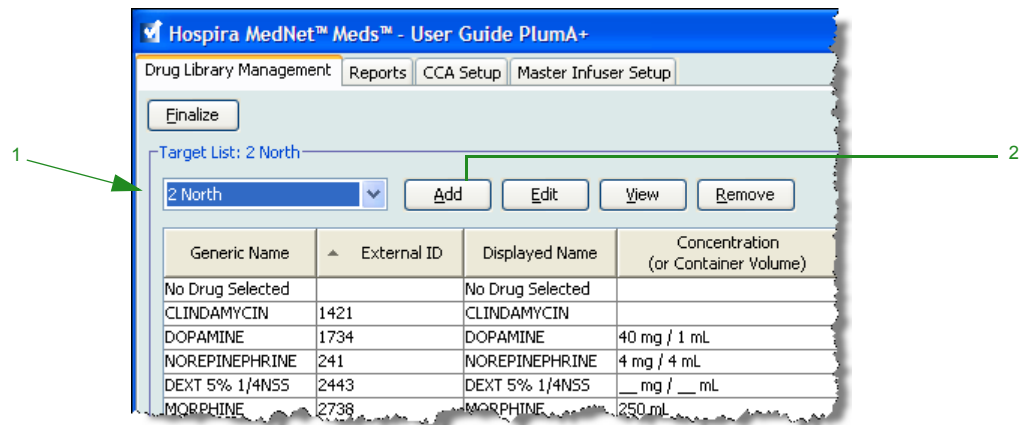 Hospira MedNet™ Meds™ - User Guide PlumA+
Drug Library Management Reports CCA Setup Master Infuser Setup
Finalize
Target List: 2 North
1
2
2 North Add Edit View Remove
Generic Name External ID Displayed Name Concentration (or Container Volume)
No Drug Selected No Drug Selected
CLINDAMYCIN 1421 CLINDAMYCIN
DOPAMINE 1734 DOPAMINE 40 mg / 1 mL
NOREPINEPHRINE 241 NOREPINEPHRINE 4 mg / 4 mL
DEXT 5% 1/4NSS 2443 DEXT 5% 1/4NSS __ mg / __ mL
MORPHINE 2738 MORPHINE 250 mL